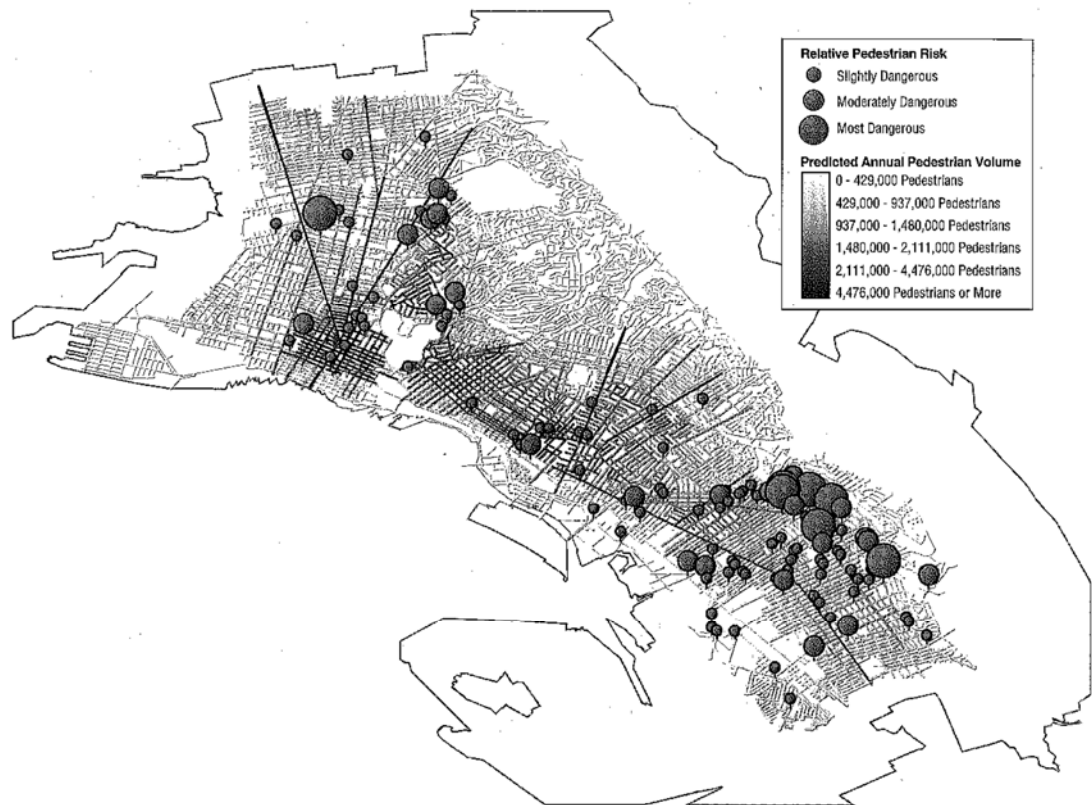 Relative Pedestrian Risk
Slightly Dangerous
Moderately Dangerous
Most Dangerous
Predicted Annual Pedestrian Volume
0 - 429,000 Pedestrians
429,000 - 937,000 Pedestrians
937,000 - 1,480,000 Pedestrians
1,480,000 - 2,111,000 Pedestrians
2,111,000 - 4,476,000 Pedestrians
4,476,000 Pedestrians or More